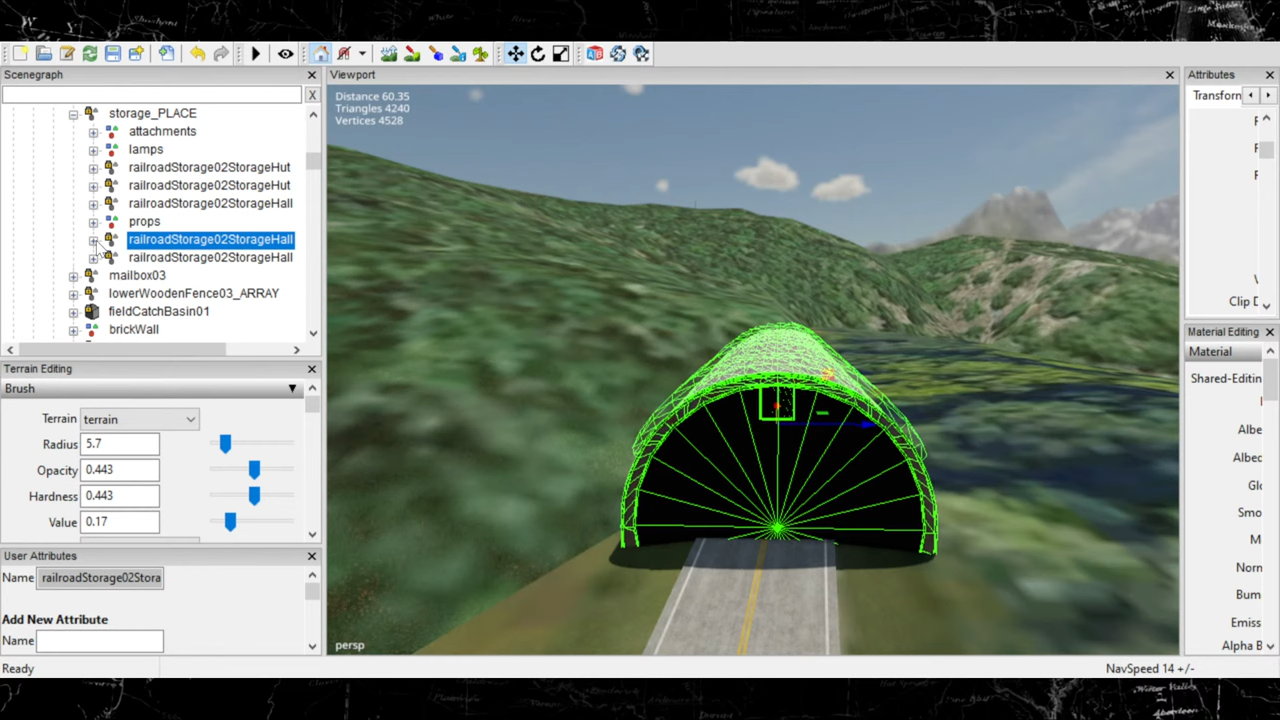 Scenegraph
X
storage_PLACE
attachments
lamps
railroadStorage02StorageHut
railroadStorage02StorageHut
railroadStorage02StorageHall
props
railroadStorage02StorageHall
railroadStorage02StorageHall
mailbox03
lowerWoodenFence03_ARRAY
fieldCatchBasin01
brickWall
Terrain Editing
Brush
Terrain
terrain
Radius
5.7
Opacity
0.443
Hardness
0.443
Value
0.17
User Attributes
Name
railroadStorage02Stora
Add New Attribute
Name
Ready
Viewport
Distance 60.35
Triangles 4240
Vertices 4528
persp
Attributes
Transforn
Clip D
Material Editing
Material
Shared-Editin
Albe
Albed
Glo
Smo
M
Norn
Bum
Emiss
Alpha B
NavSpeed 14 +/-